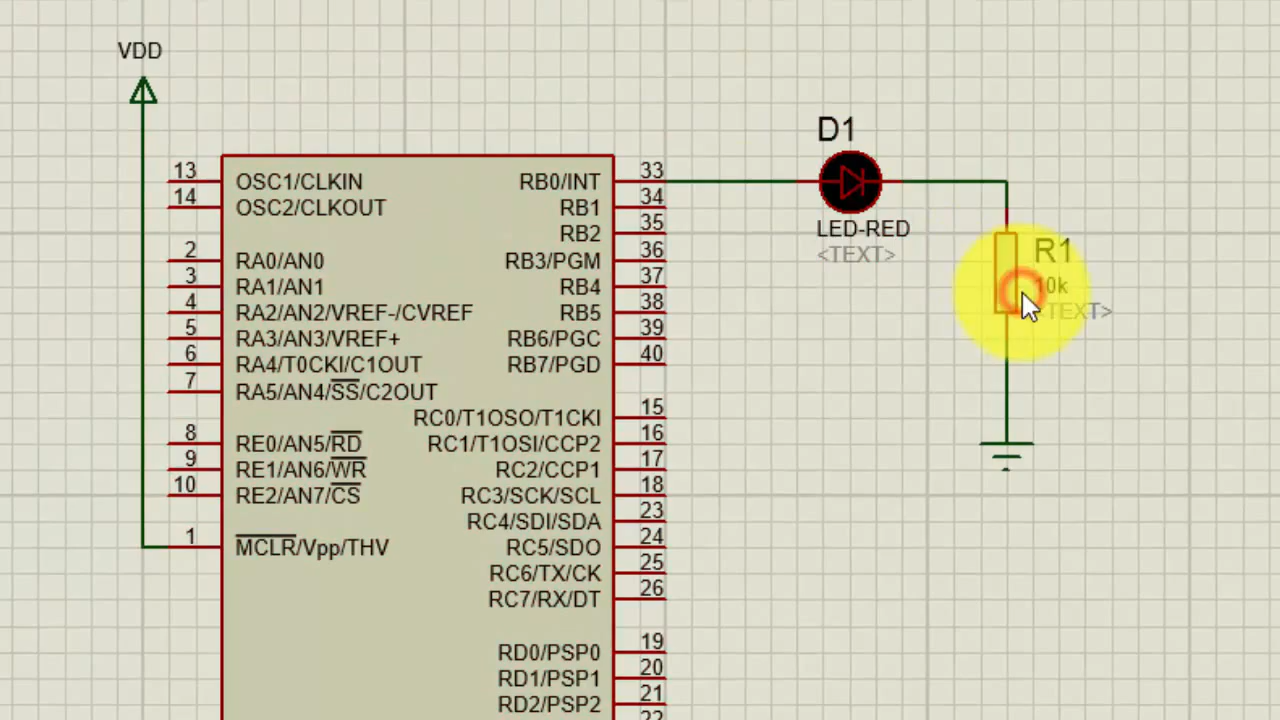 VDD
D1
LED-RED
<TEXT>
R1
10k
<TEXT>
13 OSC1/CLKIN RB0/INT 33
14 OSC2/CLKOUT RB1 34
RB2 35
2 RA0/AN0 RB3/PGM 36
3 RA1/AN1 RB4 37
4 RA2/AN2/VREF-/CVREF RB5 38
5 RA3/AN3/VREF+ RB6/PGC 39
6 RA4/T0CKI/C1OUT RB7/PGD 40
7 RA5/AN4/SS/C2OUT
RC0/T1OSO/T1CKI 15
8 RE0/AN5/RD RC1/T1OSI/CCP2 16
9 RE1/AN6/WR RC2/CCP1 17
10 RE2/AN7/CS RC3/SCK/SCL 18
RC4/SDI/SDA 23
1 MCLR/Vpp/THV RC5/SDO 24
RC6/TX/CK 25
RC7/RX/DT 26
RD0/PSP0 19
RD1/PSP1 20
RD2/PSP2 21
22